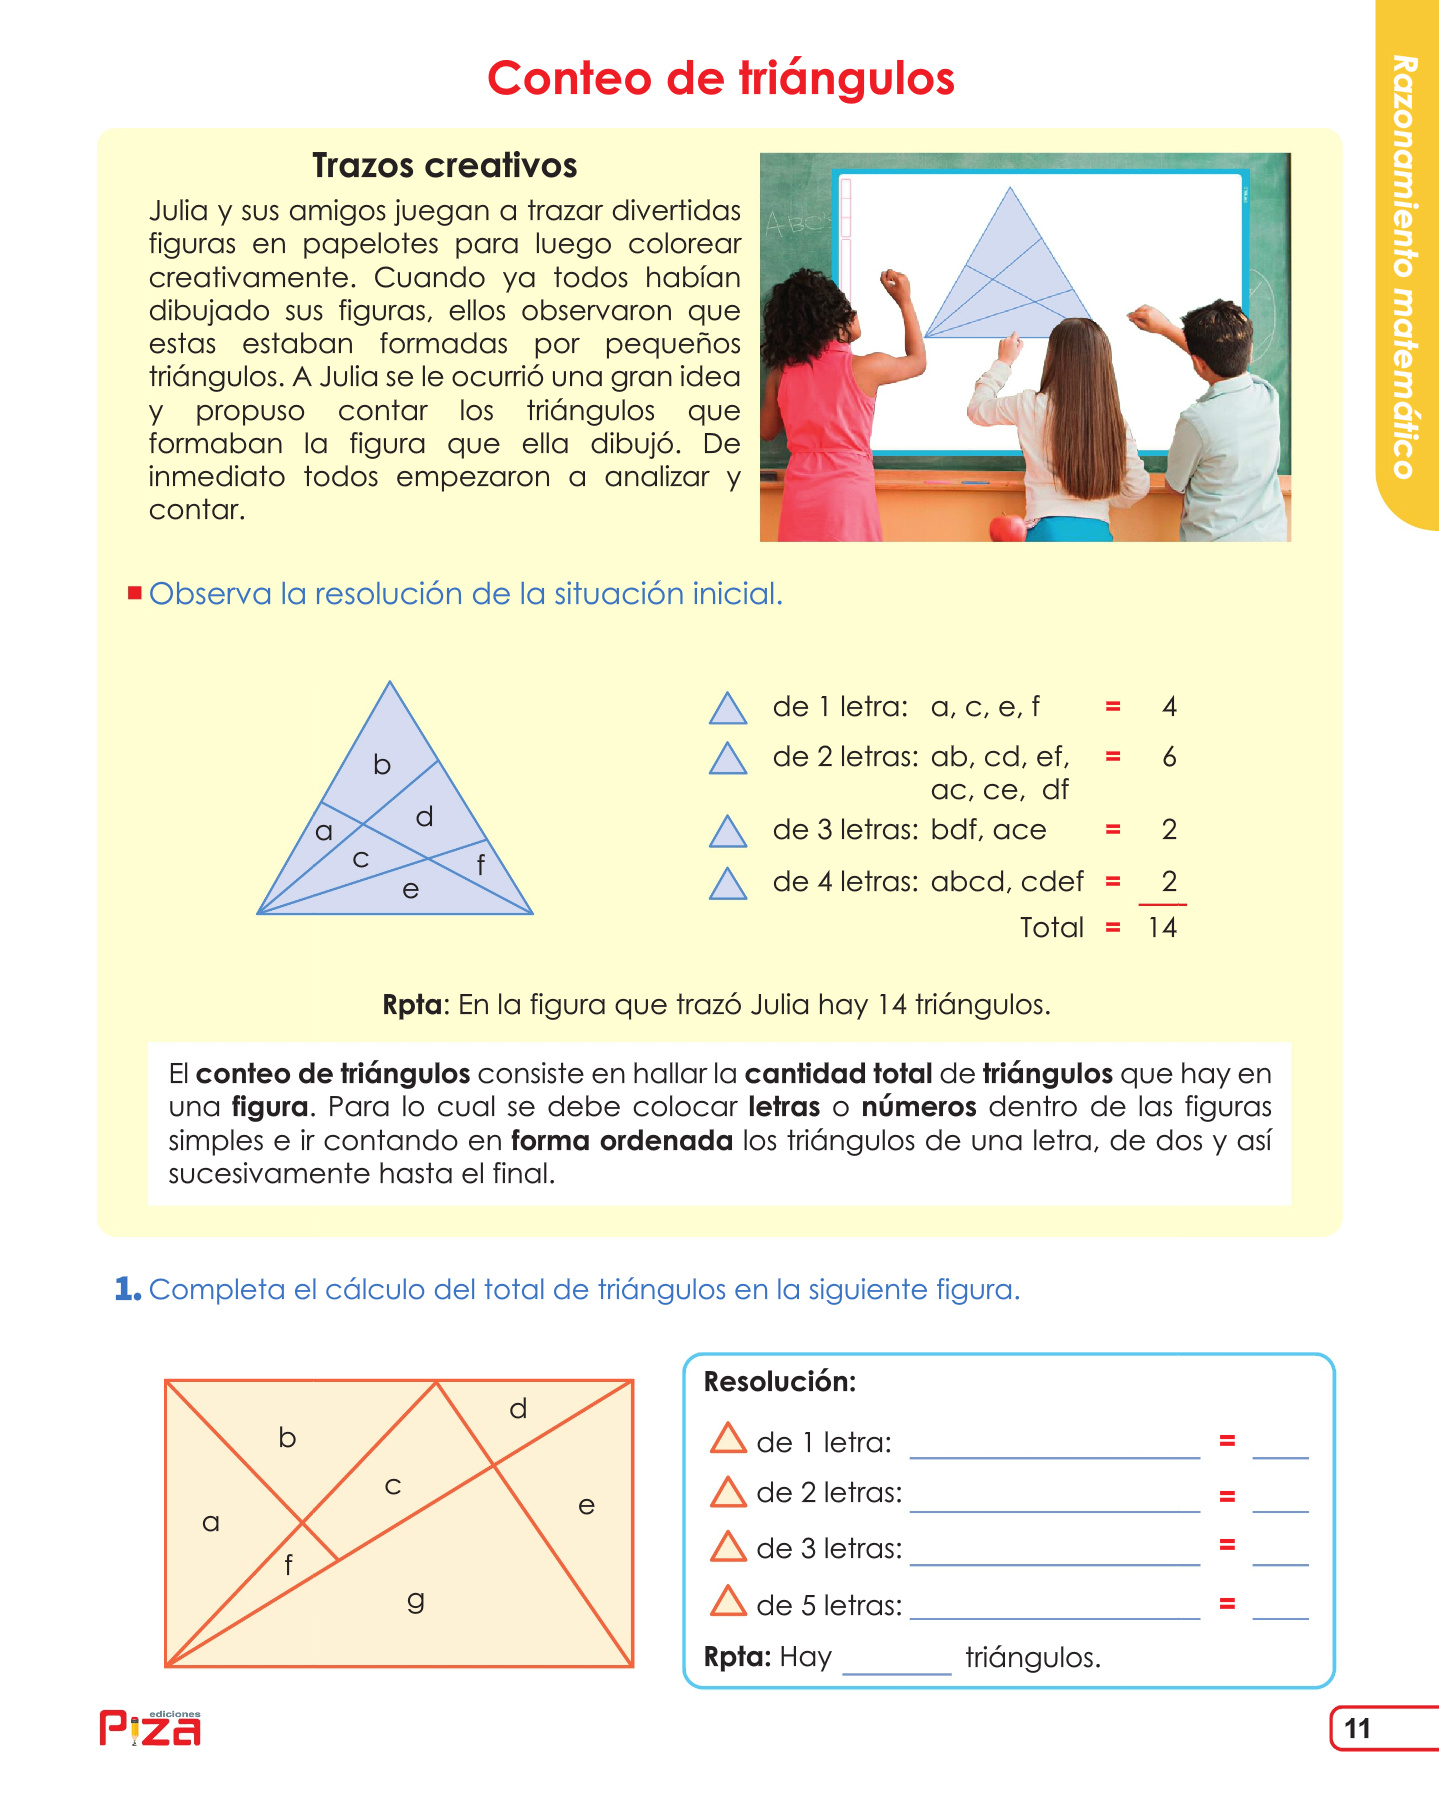 Conteo de triángulos
Razonamiento matemático
Trazos creativos
Julia y sus amigos juegan a trazar divertidas
figuras en papelotes para luego colorear
creativamente. Cuando ya todos habían
dibujado sus figuras, ellos observaron que
estas estaban formadas por pequeños
triángulos. A Julia se le ocurrió una gran idea
y propuso contar los triángulos que
formaban la figura que ella dibujó. De
inmediato todos empezaron a analizar y
contar.
ABC
Observa la resolución de la situación inicial.
b
a
d
c
f
e
de 1 letra: a, c, e, f = 4
de 2 letras: ab, cd, ef, = 6
ac, ce, df
de 3 letras: bdf, ace = 2
de 4 letras: abcd, cdef = 2
Total = 14
Rpta: En la figura que trazó Julia hay 14 triángulos.
El conteo de triángulos consiste en hallar la cantidad total de triángulos que hay en
una figura. Para lo cual se debe colocar letras o números dentro de las figuras
simples e ir contando en forma ordenada los triángulos de una letra, de dos y así
sucesivamente hasta el final.
1. Completa el cálculo del total de triángulos en la siguiente figura.
d
b
c
e
a
f
g
Resolución:
de 1 letra: =
de 2 letras: =
de 3 letras: =
de 5 letras: =
Rpta: Hay triángulos.
ediciones
Piza
11